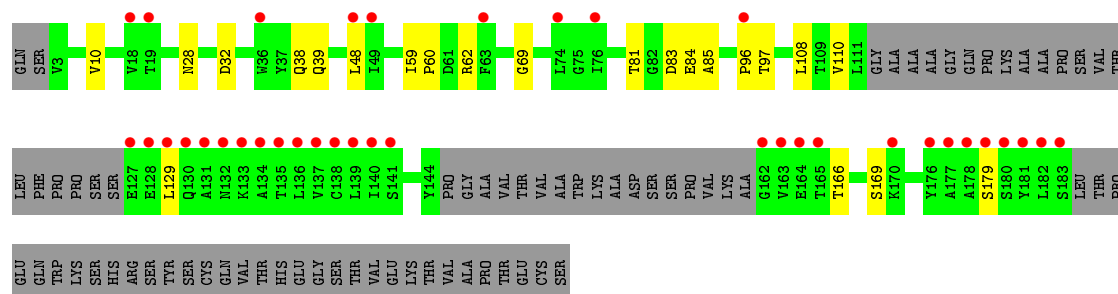 GLN SER V3 V10 V18 T19 N28 D32 W36 Y37 Q38 Q39 L48 I49 I59 P60 D61 R62 F63 G69 L74 G75 I76 T81 G82 D83 E84 A85 P96 T97 L108 T109 V110 L111 GLY ALA ALA ALA GLY GLN PRO LYS ALA ALA PRO SER VAL THR
LEU PHE PRO PRO SER SER E127 E128 L129 Q130 A131 N132 K133 A134 T135 L136 V137 C138 L139 I140 S141 Y144 PRO GLY ALA VAL THR VAL ALA TRP LYS ALA ASP SER SER PRO VAL LYS ALA G162 V163 E164 T165 T166 S169 K170 Y176 A177 A178 S179 S180 Y181 L182 S183 LEU THR PRO
GLU GLN TRP LYS SER HIS ARG SER TYR SER CYS GLN VAL THR HIS GLU GLY SER THR VAL GLU LYS THR VAL ALA PRO THR GLU CYS SER